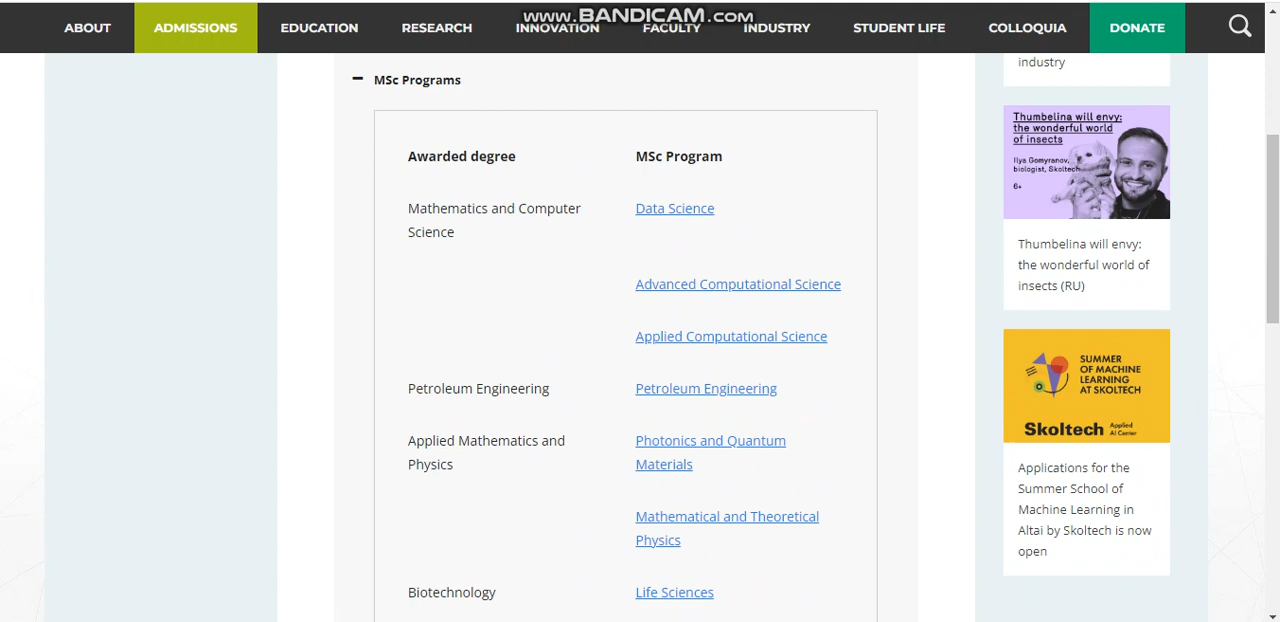 www.BANDICAM.com
ABOUT
ADMISSIONS
EDUCATION
RESEARCH
INNOVATION
FACULTY
INDUSTRY
STUDENT LIFE
COLLOQUIA
DONATE
MSc Programs
Awarded degree
MSc Program
Mathematics and Computer
Science
Data Science
Advanced Computational Science
Applied Computational Science
Petroleum Engineering
Petroleum Engineering
Applied Mathematics and
Physics
Photonics and Quantum
Materials
Mathematical and Theoretical
Physics
Biotechnology
Life Sciences
industry
Thumbelina will envy:
the wonderful world
of insects
Ilya Gomyranov,
biologist, Skoltech
6+
Thumbelina will envy:
the wonderful world of
insects (RU)
SUMMER
OF MACHINE
LEARNING
AT SKOLTECH
Skoltech
Applied
AI Center
Applications for the
Summer School of
Machine Learning in
Altai by Skoltech is now
open